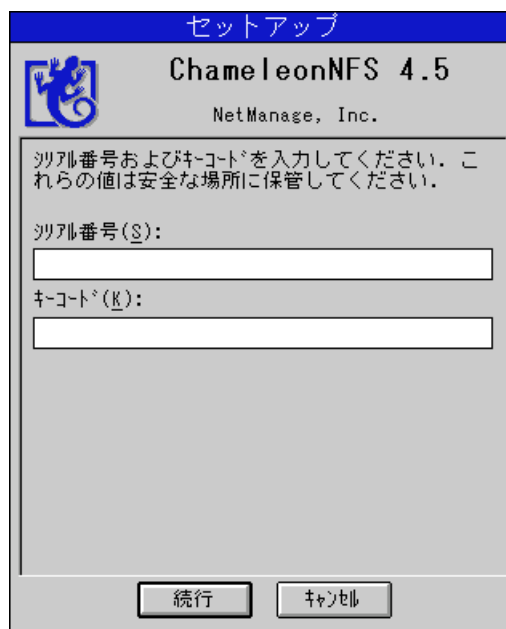 セットアップ
ChameleonNFS 4.5
NetManage, Inc.
ｼﾘｱﾙ番号およびｷｰｺｰﾄﾞを入力してください. こ
れらの値は安全な場所に保管してください.
ｼﾘｱﾙ番号(S):
ｷｰｺｰﾄﾞ(K):
続行
ｷｬﾝｾﾙ